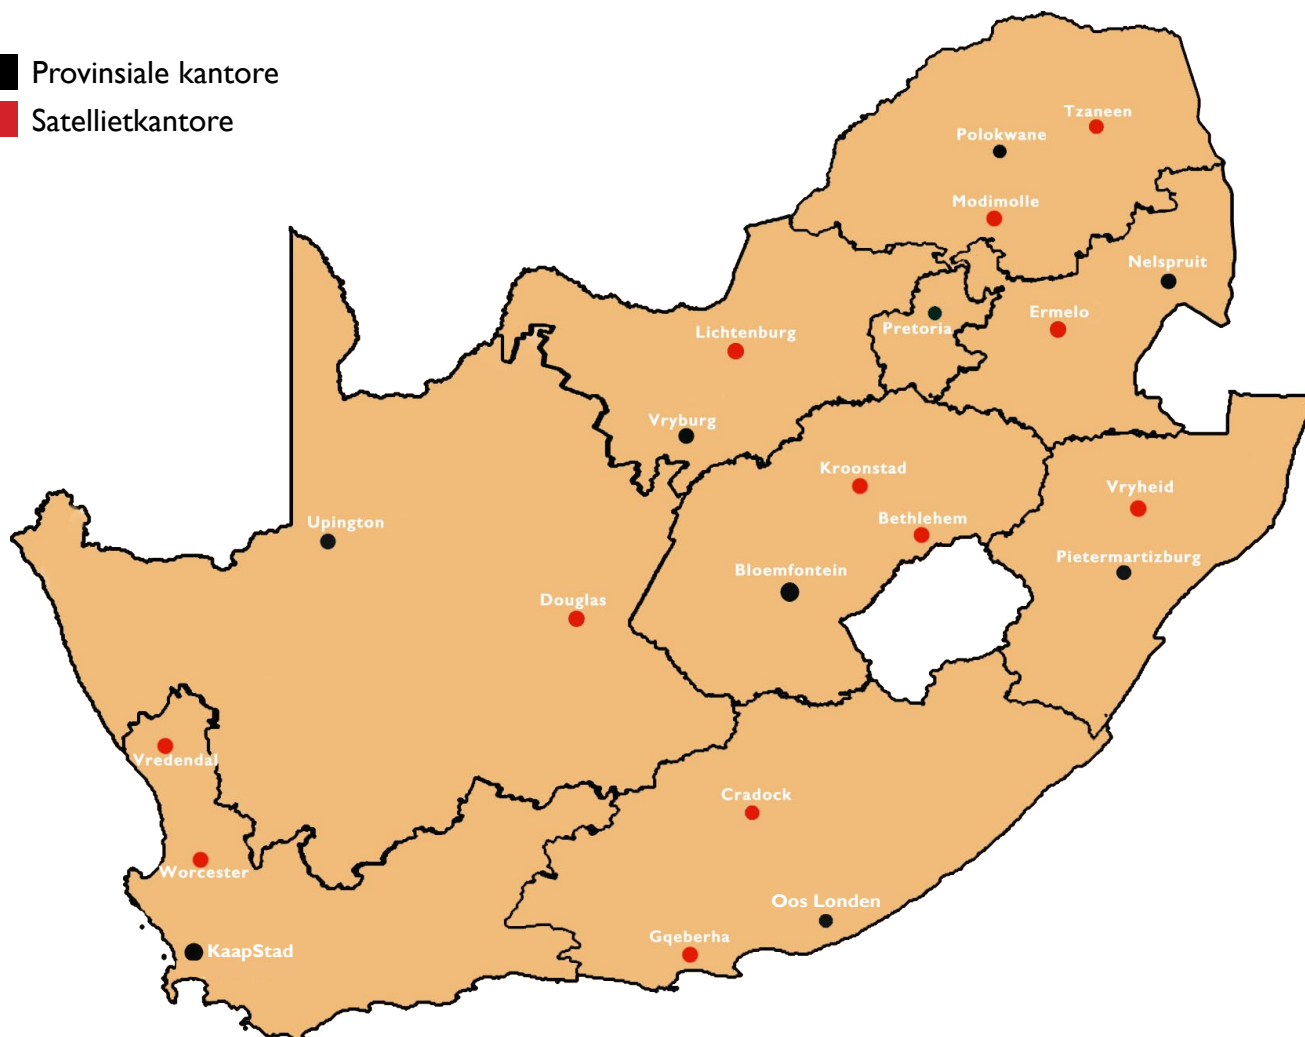 Provinsiale kantore
Satellietkantore
Tzaneen
Polokwane
Modimolle
Nelspruit
Ermelo
Pretoria
Lichtenburg
Vryburg
Kroonstad
Vryheid
Bethlehem
Upington
Pietermartizburg
Bloemfontein
Douglas
Vredendal
Cradock
Worcester
Oos Londen
Gqeberha
KaapStad